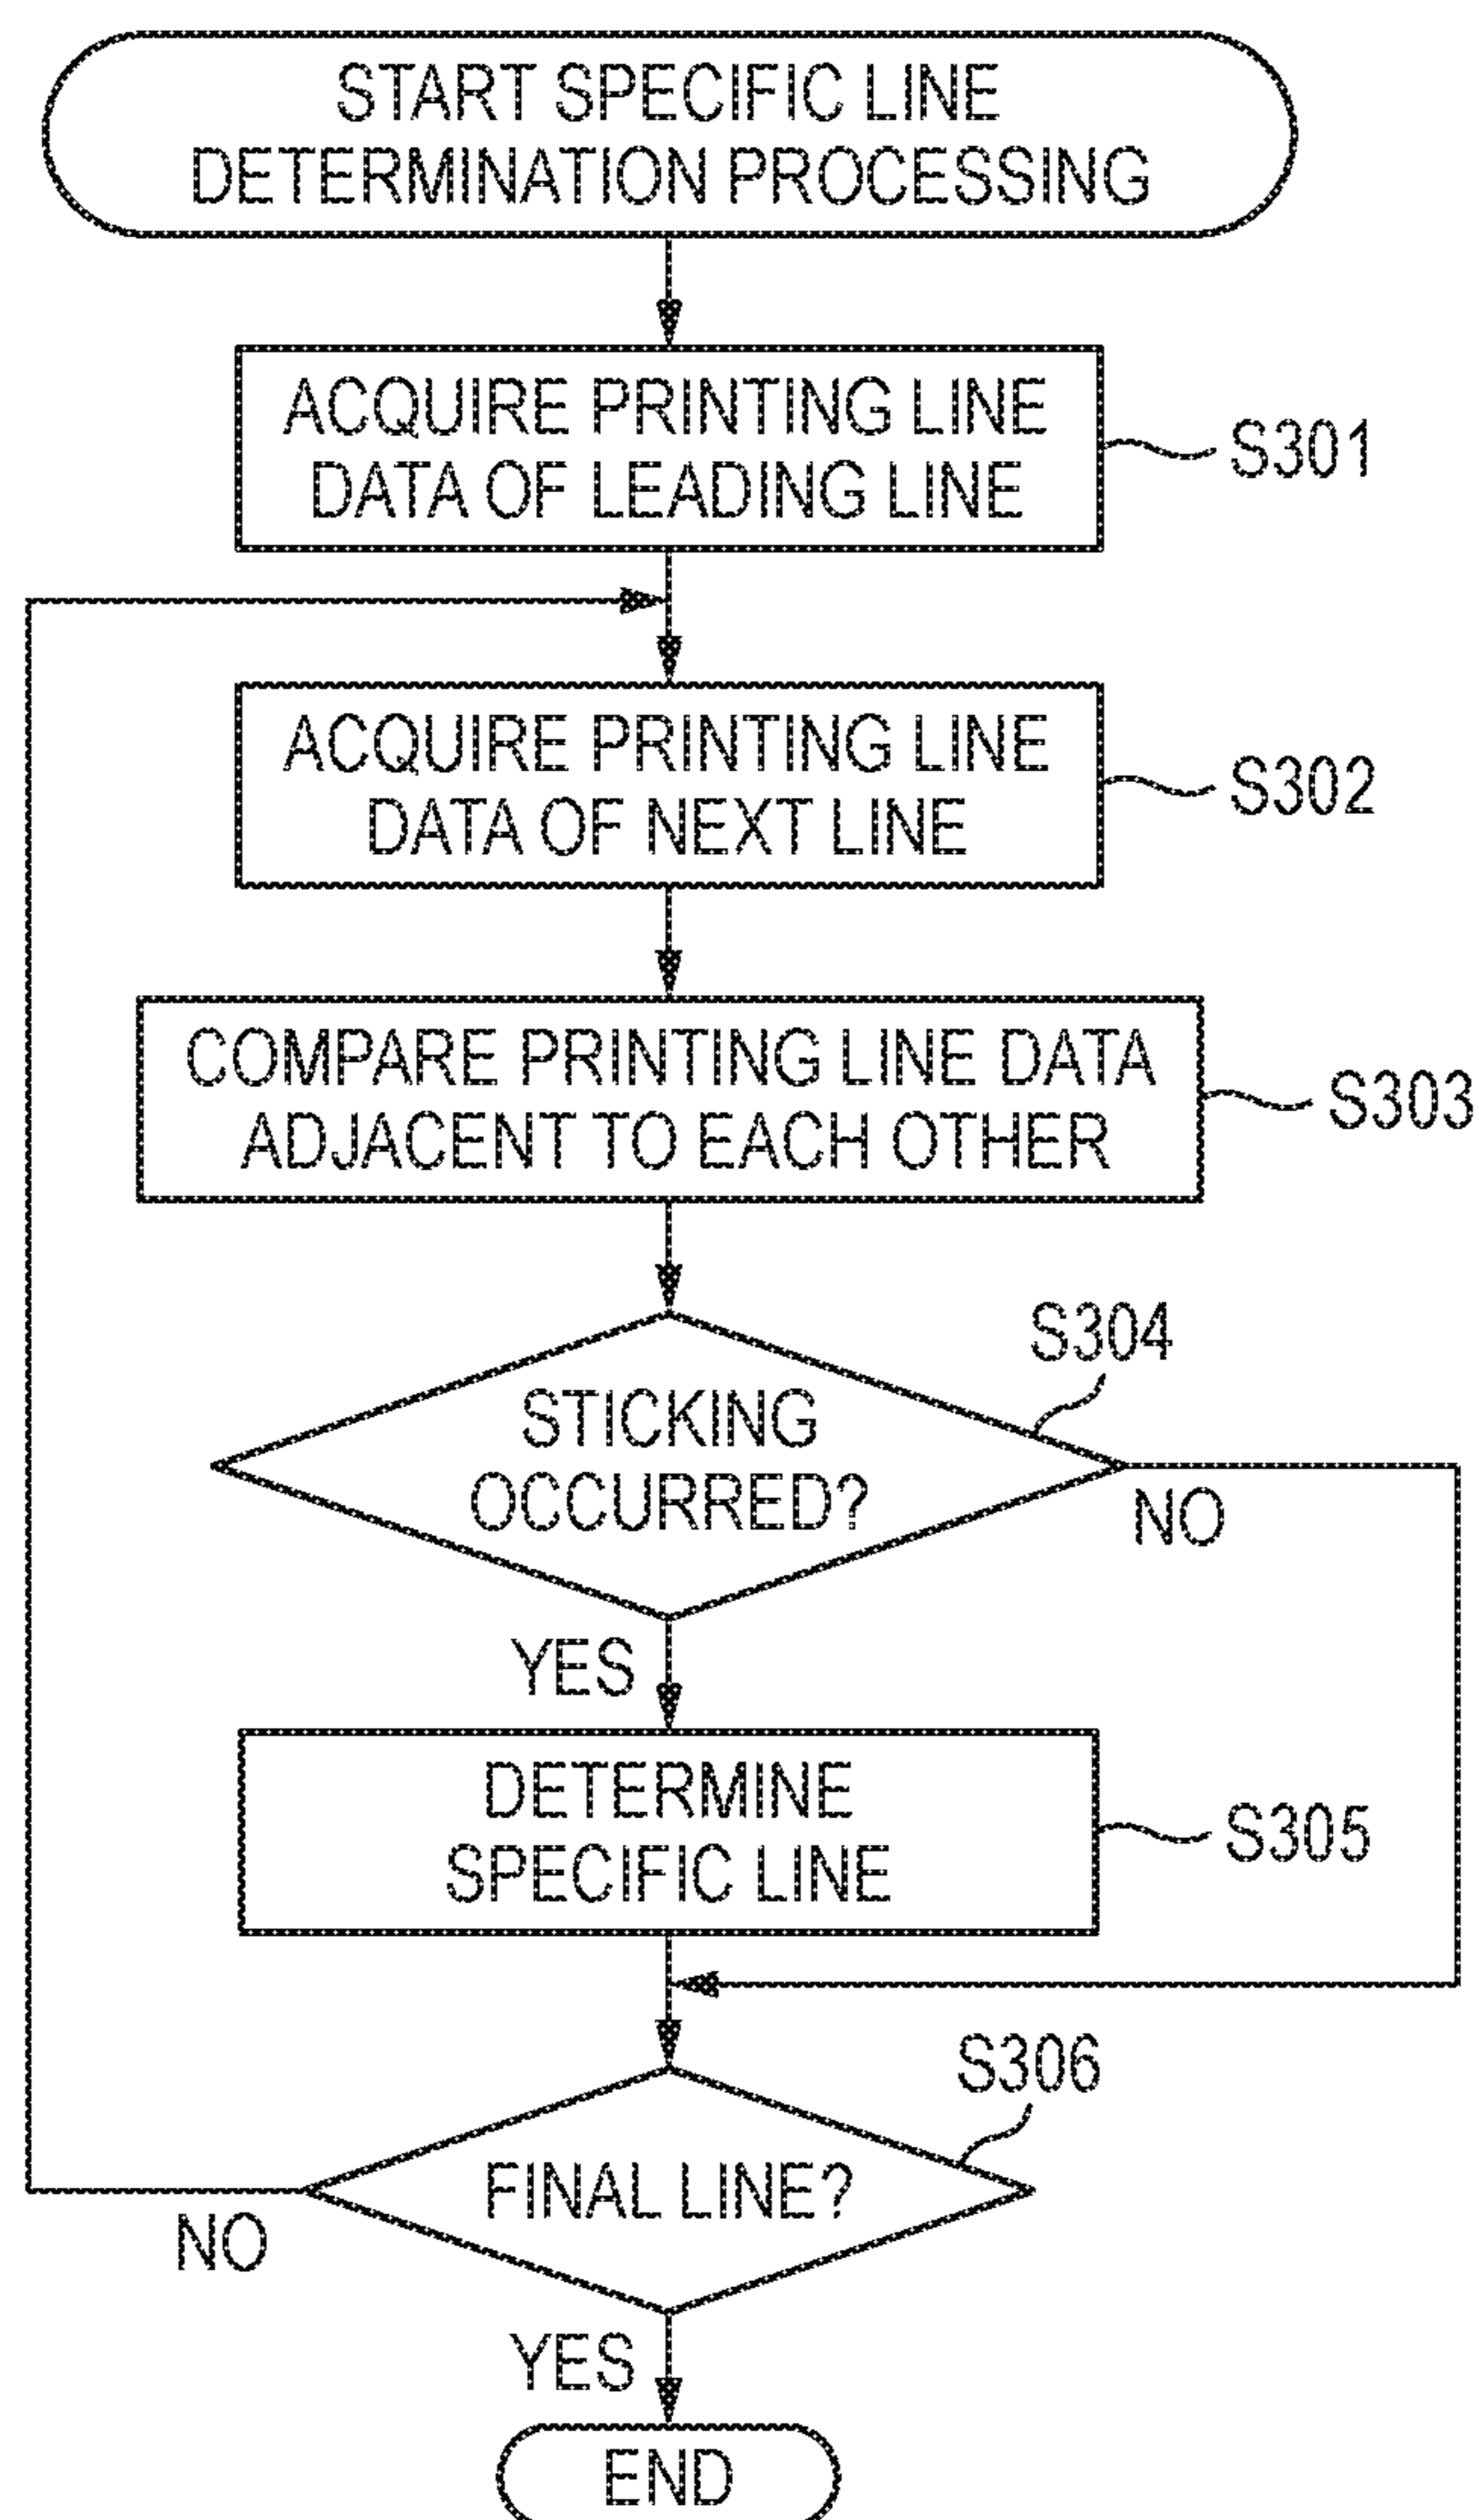 START SPECIFIC LINE
DETERMINATION PROCESSING
ACQUIRE PRINTING LINE
DATA OF LEADING LINE
S301
ACQUIRE PRINTING LINE
DATA OF NEXT LINE
S302
COMPARE PRINTING LINE DATA
ADJACENT TO EACH OTHER
S303
S304
STICKING
OCCURRED?
NO
YES
DETERMINE
SPECIFIC LINE
S305
S306
FINAL LINE?
NO
YES
END